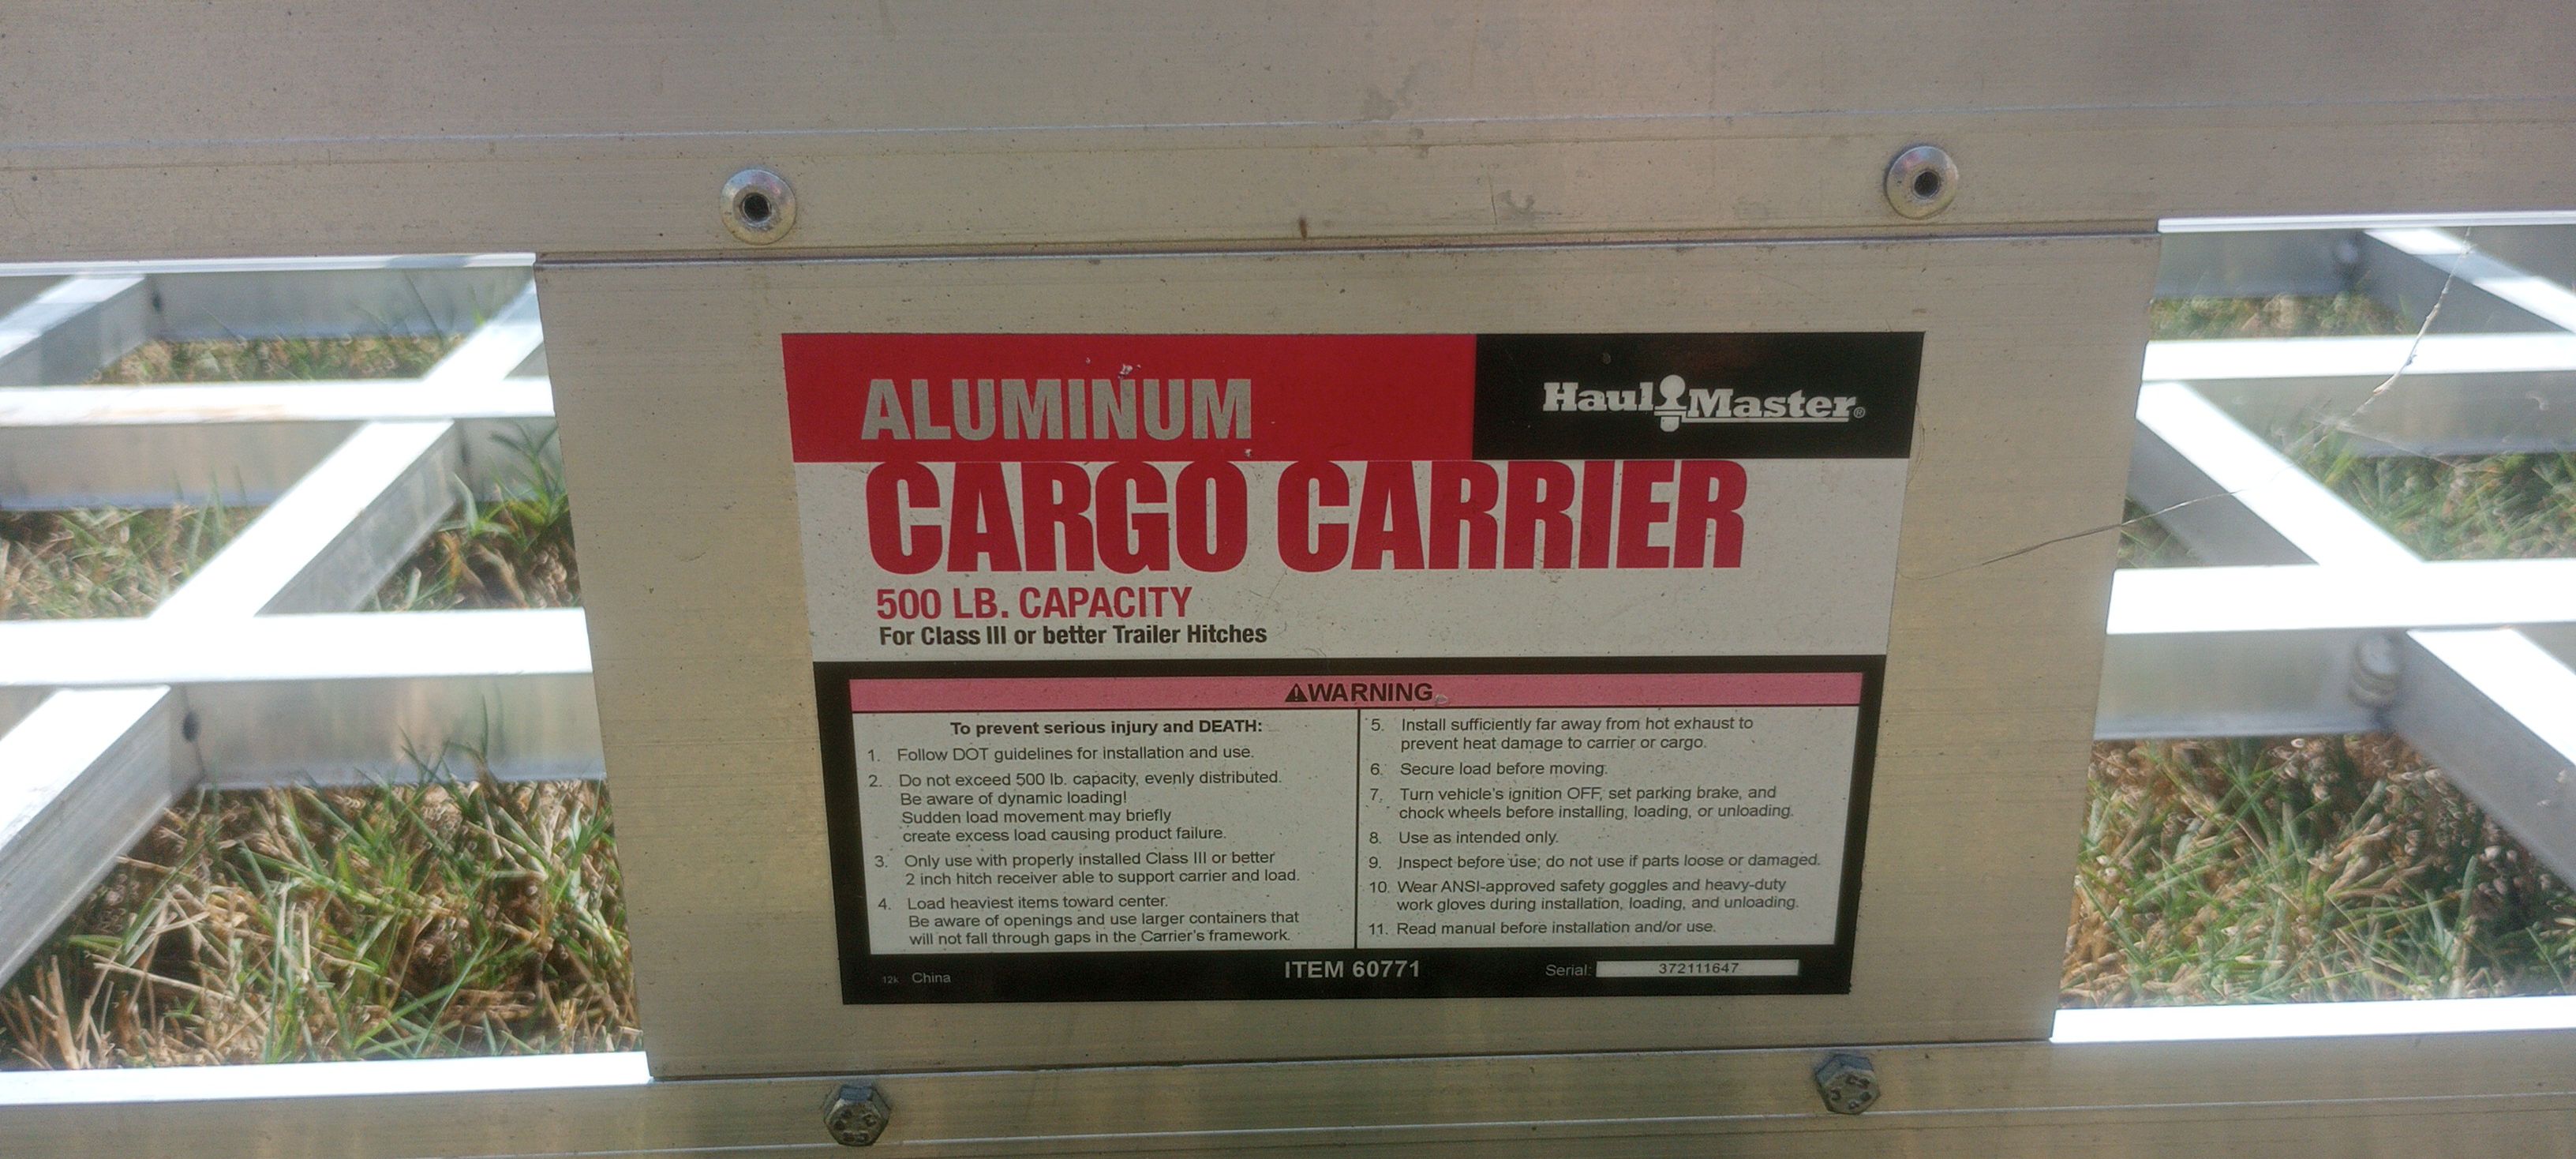 ALUMINUM
Haul Master®
CARGO CARRIER
500 LB. CAPACITY
For Class III or better Trailer Hitches
⚠WARNING
To prevent serious injury and DEATH:
1. Follow DOT guidelines for installation and use.
2. Do not exceed 500 lb. capacity, evenly distributed.
Be aware of dynamic loading!
Sudden load movement may briefly
create excess load causing product failure.
3. Only use with properly installed Class III or better
2 inch hitch receiver able to support carrier and load.
4. Load heaviest items toward center.
Be aware of openings and use larger containers that
will not fall through gaps in the Carrier's framework.
5. Install sufficiently far away from hot exhaust to
prevent heat damage to carrier or cargo.
6. Secure load before moving.
7. Turn vehicle's ignition OFF, set parking brake, and
chock wheels before installing, loading, or unloading.
8. Use as intended only.
9. Inspect before use; do not use if parts loose or damaged.
10. Wear ANSI-approved safety goggles and heavy-duty
work gloves during installation, loading, and unloading.
11. Read manual before installation and/or use.
12k China
ITEM 60771
Serial: 372111647